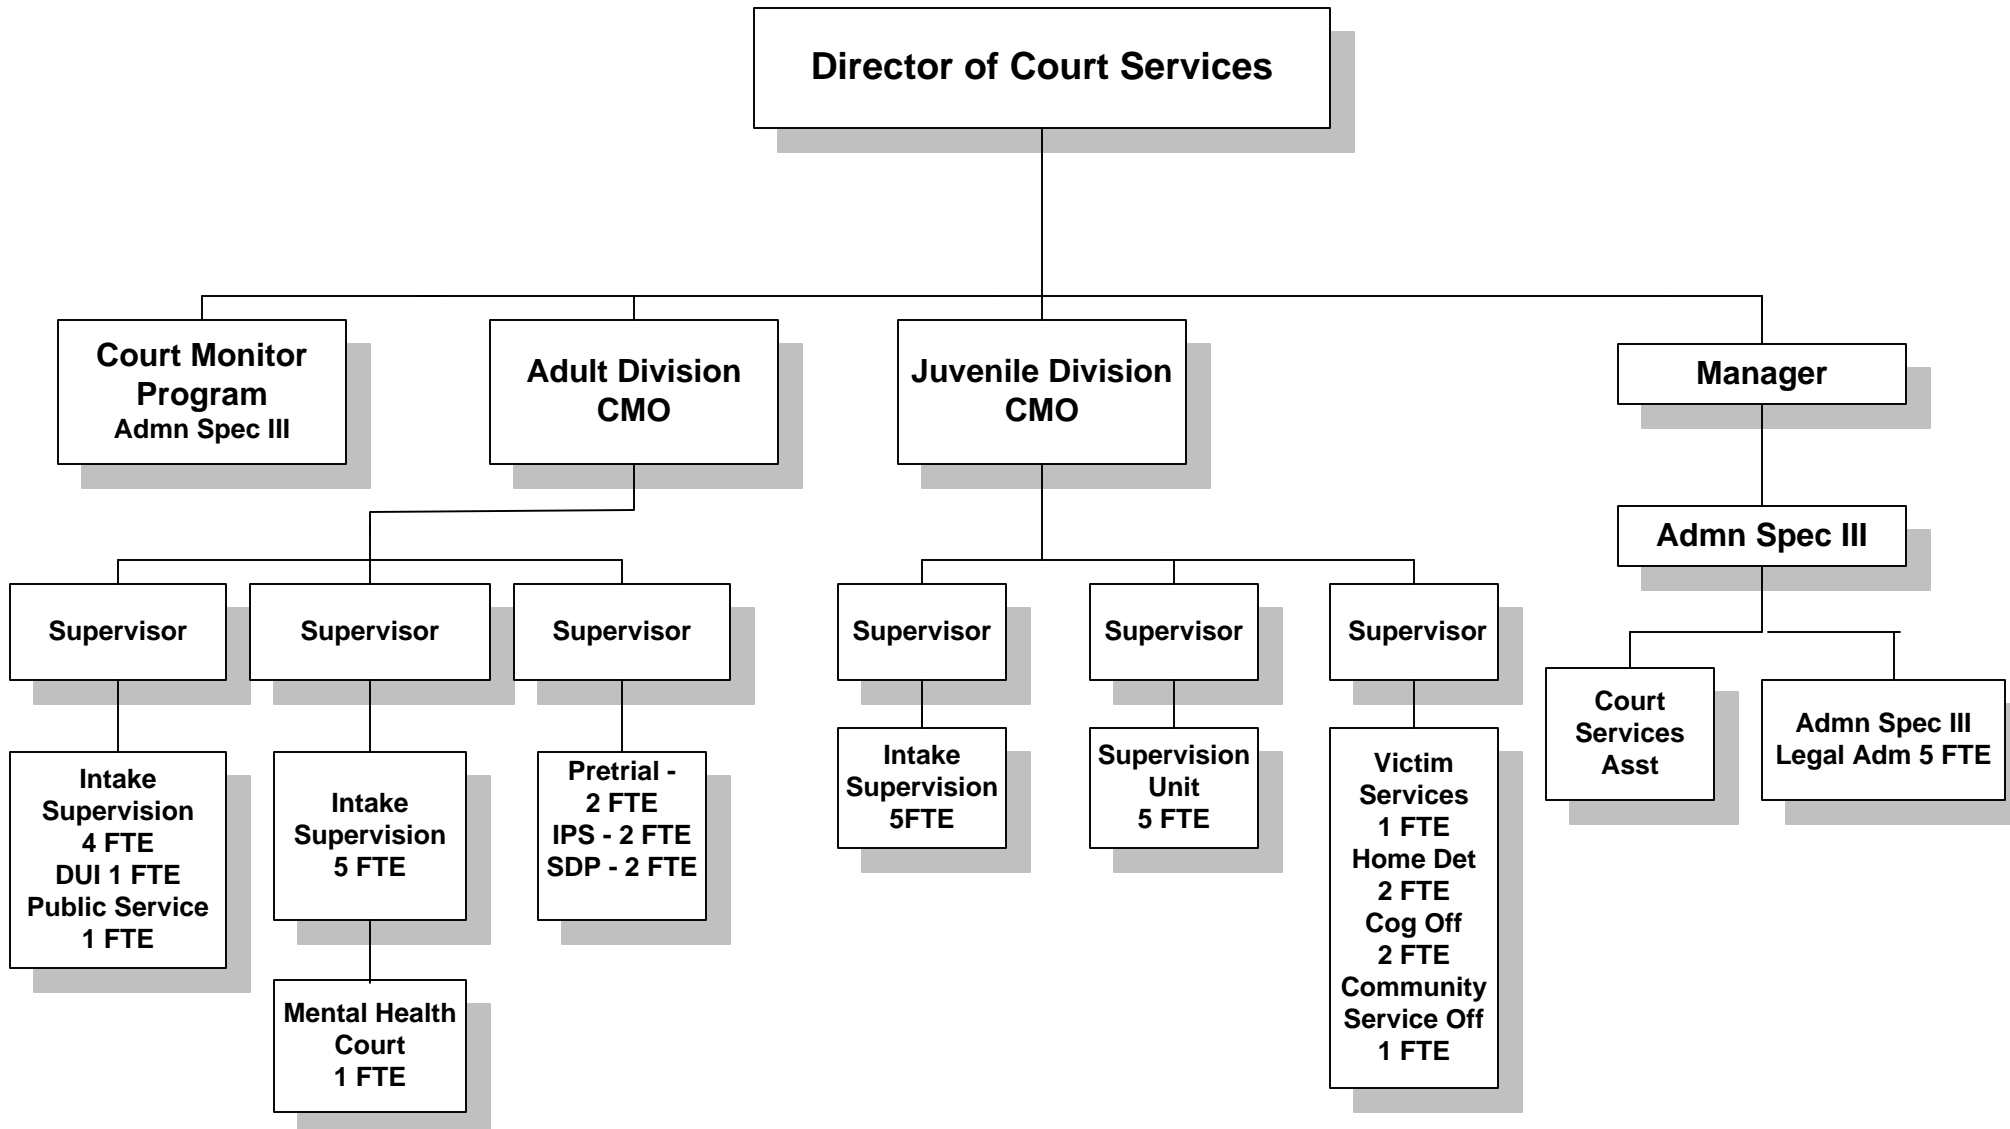 Director of Court Services
Court Monitor
Program
Admn Spec III
Adult Division
CMO
Juvenile Division
CMO
Manager
Admn Spec III
Supervisor
Supervisor
Supervisor
Supervisor
Supervisor
Supervisor
Court
Services
Asst
Admn Spec III
Legal Adm 5 FTE
Intake
Supervision
4 FTE
DUI 1 FTE
Public Service
1 FTE
Intake
Supervision
5 FTE
Pretrial -
2 FTE
IPS - 2 FTE
SDP - 2 FTE
Intake
Supervision
5FTE
Supervision
Unit
5 FTE
Victim
Services
1 FTE
Home Det
2 FTE
Cog Off
2 FTE
Community
Service Off
1 FTE
Mental Health
Court
1 FTE